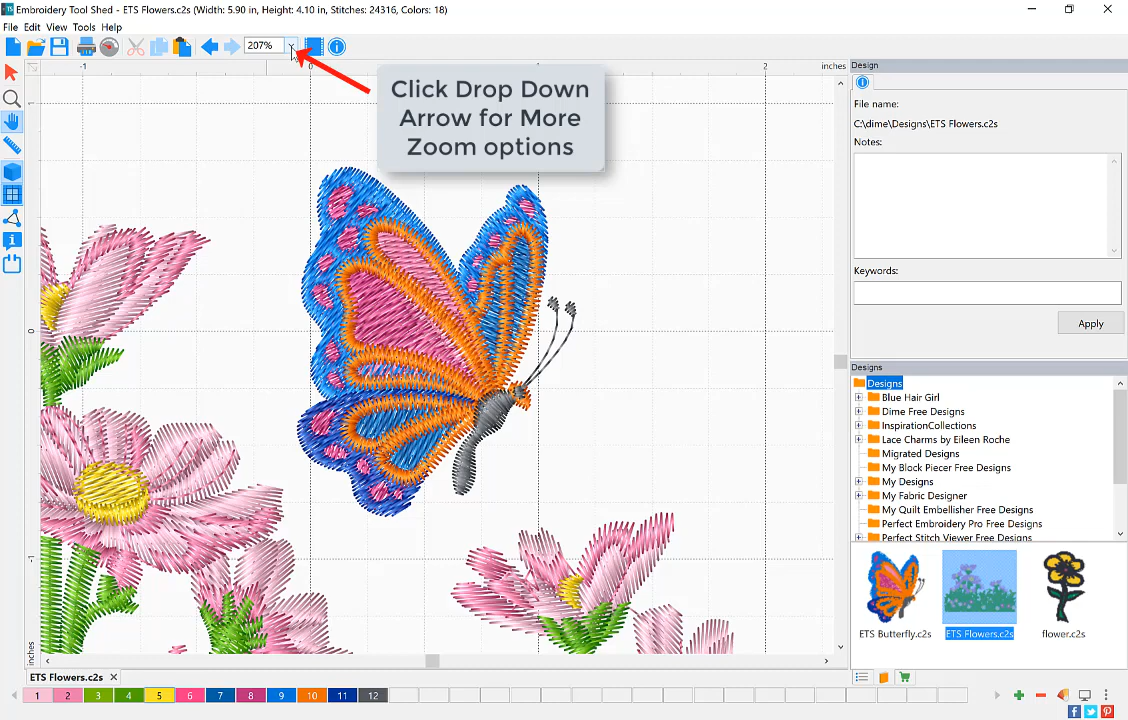 Embroidery Tool Shed - ETS Flowers.c2s (Width: 5.90 in, Height: 4.10 in, Stitches: 24316, Colors: 18)
File Edit View Tools Help
207%
-1 0 1 2 inches
Click Drop Down
Arrow for More
Zoom options
1
0
-1
inches
ETS Flowers.c2s
1 2 3 4 5 6 7 8 9 10 11 12
Design
File name:
C:\dime\Designs\ETS Flowers.c2s
Notes:
Keywords:
Apply
Designs
Designs
Blue Hair Girl
Dime Free Designs
InspirationCollections
Lace Charms by Eileen Roche
Migrated Designs
My Block Piecer Free Designs
My Designs
My Fabric Designer
My Quilt Embellisher Free Designs
Perfect Embroidery Pro Free Designs
Perfect Stitch Viewer Free Designs
ETS Butterfly.c2s ETS Flowers.c2s flower.c2s